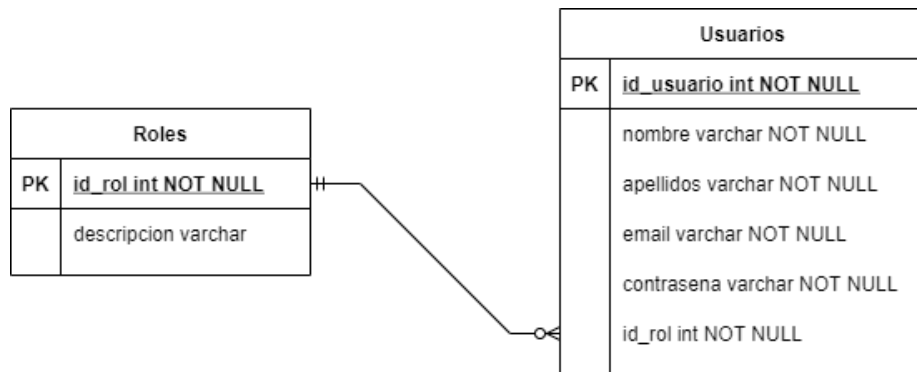 Roles
PK id_rol int NOT NULL
descripcion varchar
Usuarios
PK id_usuario int NOT NULL
nombre varchar NOT NULL
apellidos varchar NOT NULL
email varchar NOT NULL
contrasena varchar NOT NULL
id_rol int NOT NULL